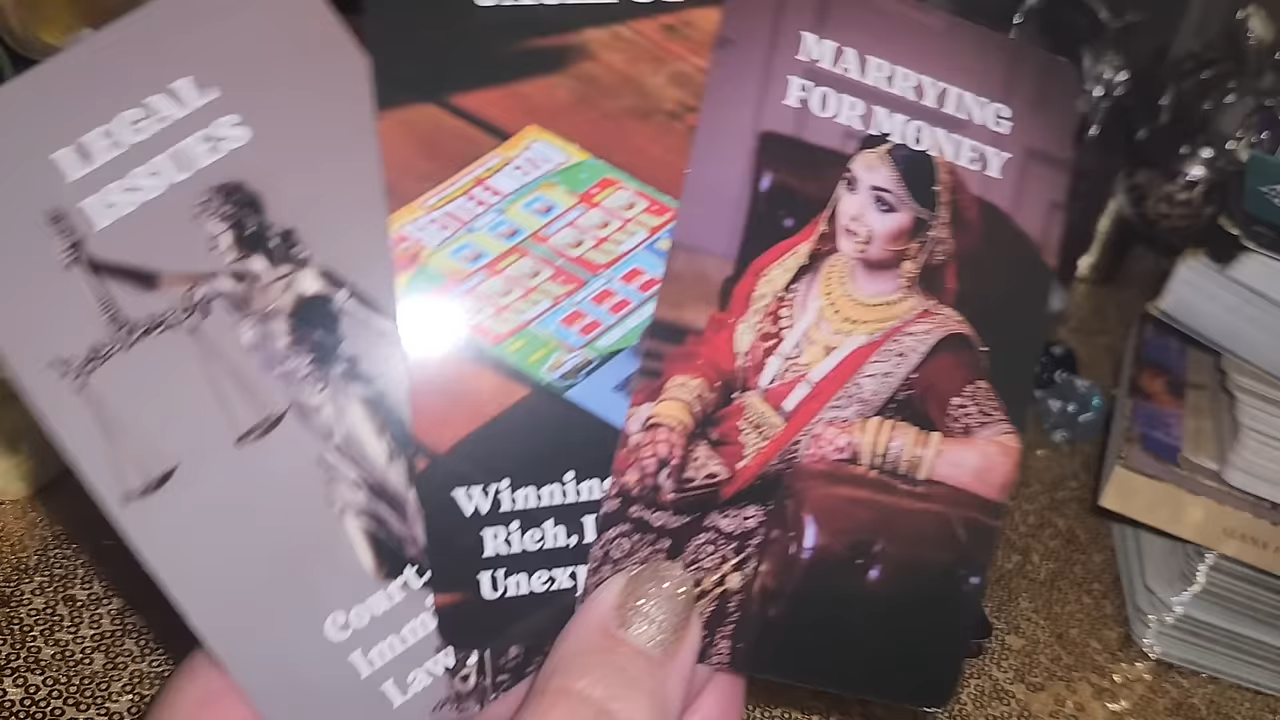 LEGAL
ISSUES
Court
Immi
Law
Winning
Rich, I
Unexp
MARRYING
FOR MONEY